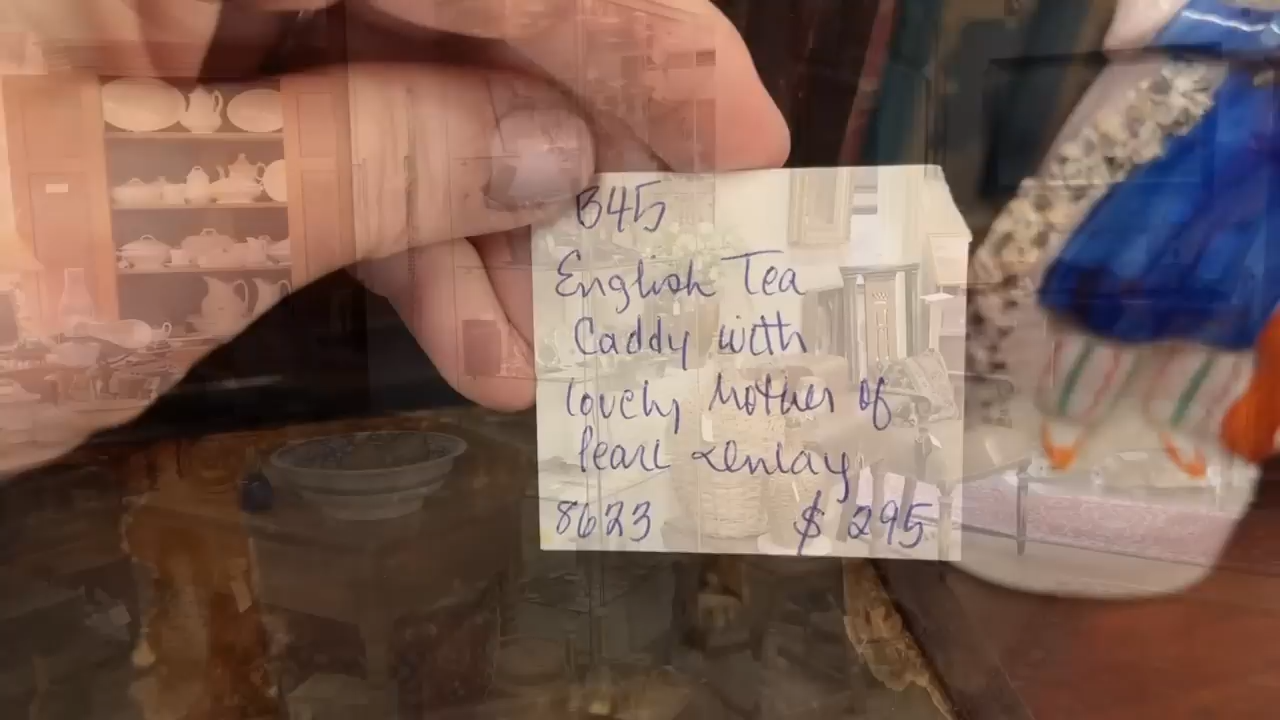 B45
English Tea
Caddy with
lovely Mother of
Pearl Inlay
8623 $ 295